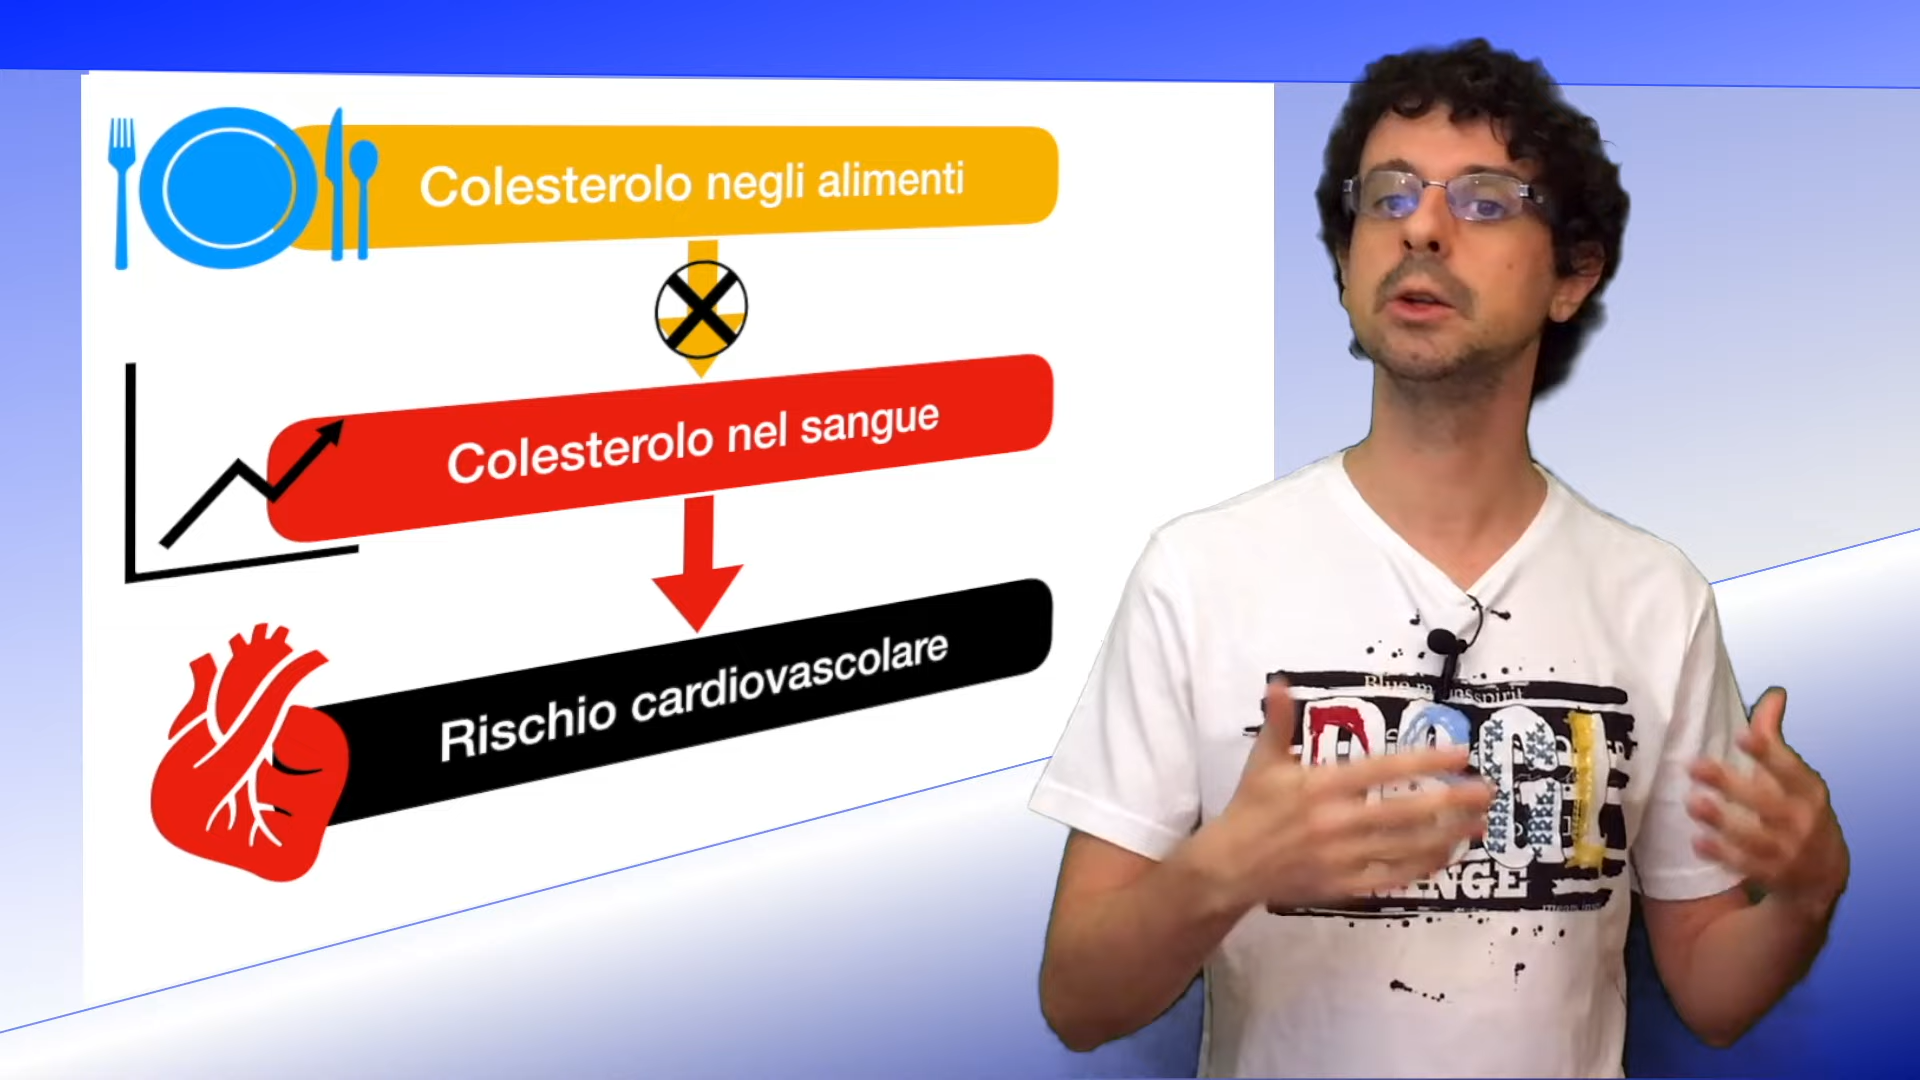 Colesterolo negli alimenti
Colesterolo nel sangue
Rischio cardiovascolare